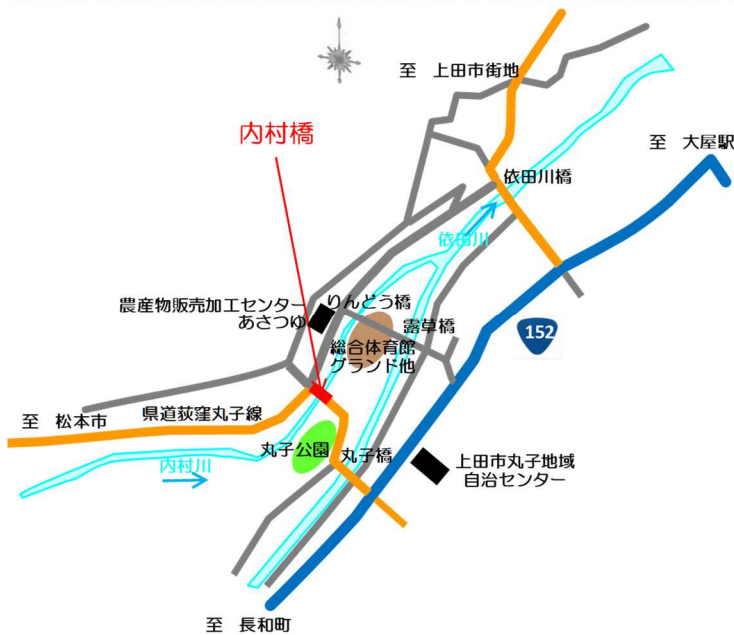 至 上田市街地
内村橋
至 大屋駅
依田川橋
依田川
農産物販売加工センター
あさつゆ
りんどう橋
露草橋
152
総合体育館
グランド他
至 松本市
県道荻窪丸子線
丸子公園
丸子橋
内村川
上田市丸子地域
自治センター
至 長和町